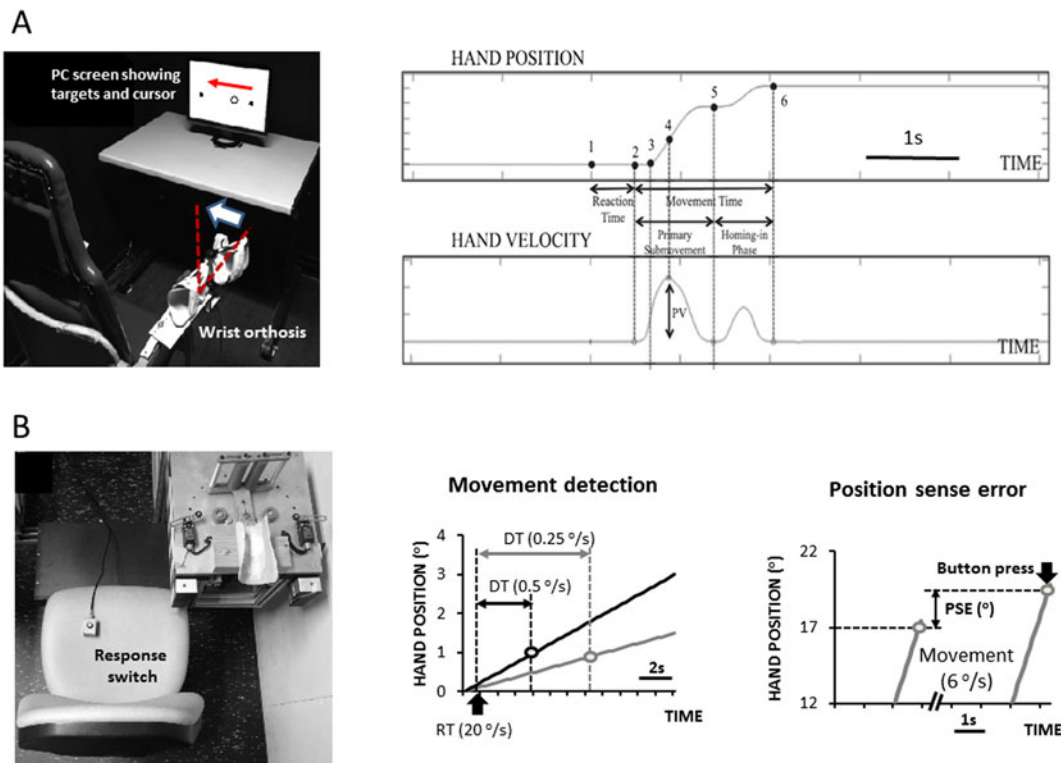 A
PC screen showing
targets and cursor
Wrist orthosis
HAND POSITION
1
2
3
4
5
6
1s
TIME
Reaction
Time
Movement Time
Primary
Submovement
Homing-in
Phase
HAND VELOCITY
PV
TIME
B
Response
switch
Movement detection
HAND POSITION (º)
4
3
2
1
0
DT (0.25 º/s)
DT (0.5 º/s)
2s
TIME
RT (20 º/s)
Position sense error
HAND POSITION (º)
22
17
12
Button press
PSE (º)
Movement
(6 º/s)
1s
TIME